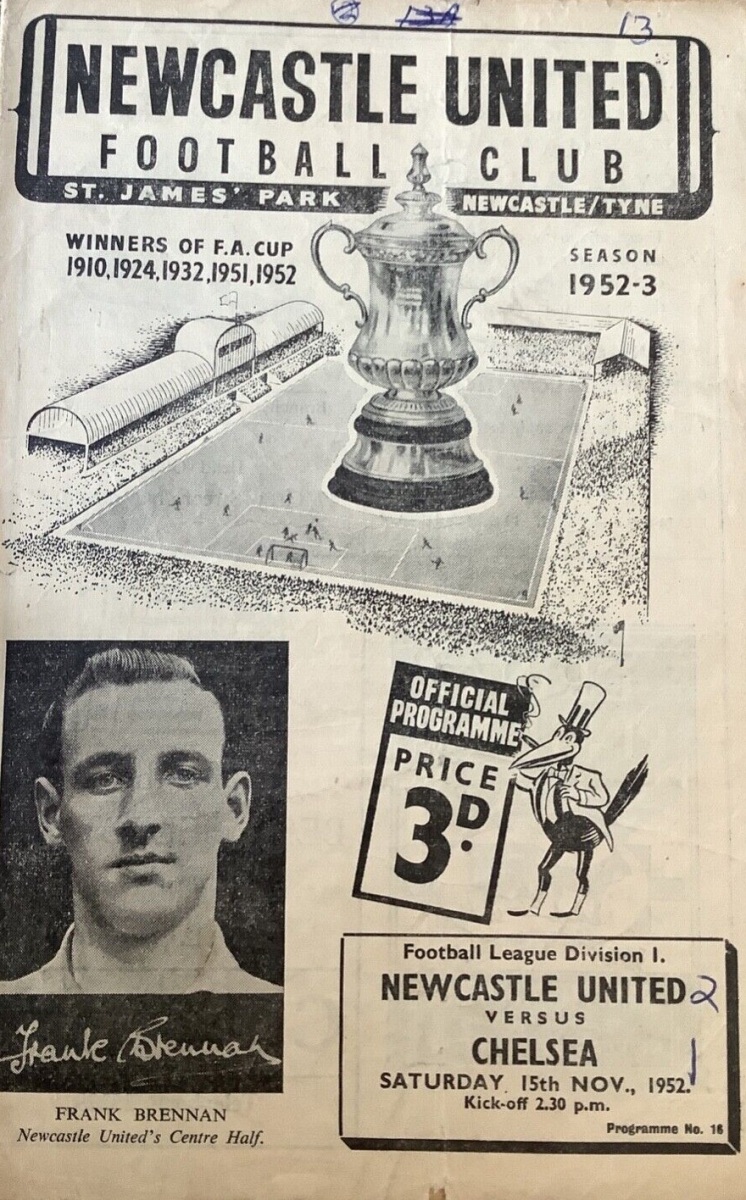 13A 13
NEWCASTLE UNITED
FOOTBALL CLUB
ST. JAMES' PARK NEWCASTLE/TYNE
WINNERS OF F.A. CUP
1910, 1924, 1932, 1951, 1952
SEASON
1952-3
OFFICIAL
PROGRAMME
PRICE
3D.
Frank Brennan
FRANK BRENNAN
Newcastle United's Centre Half.
Football League Division I.
NEWCASTLE UNITED 2
VERSUS
CHELSEA 1
SATURDAY 15th NOV., 1952.
Kick-off 2.30 p.m.
Programme No. 16